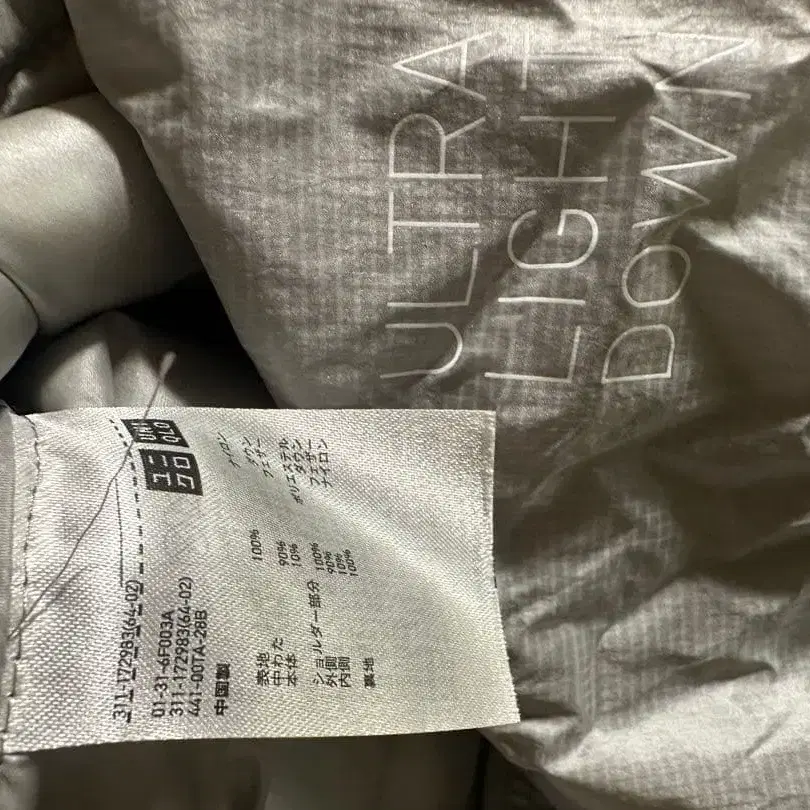 ULTRA
LIGHT
DOWN
UNI
QLO
ユニ
クロ
311-172983(64-02)
01-31-6F003A
311-172983(64-02)
441-00TA-28B
中国製
表地 100% ナイロン
中わた
本体 90% ダウン
10% フェザー
ショルダー部分
外側 100% ポリエステル
内側 90% ダウン
10% フェザー
裏地 100% ナイロン